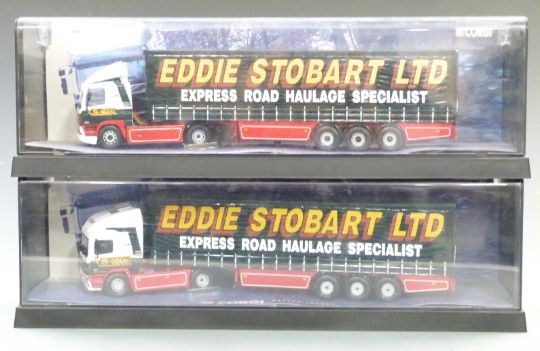 CORGI
EDDIE STOBART LTD
EXPRESS ROAD HAULAGE SPECIALIST
EDDIE STOBART LTD
EXPRESS ROAD HAULAGE SPECIALIST
CORGI